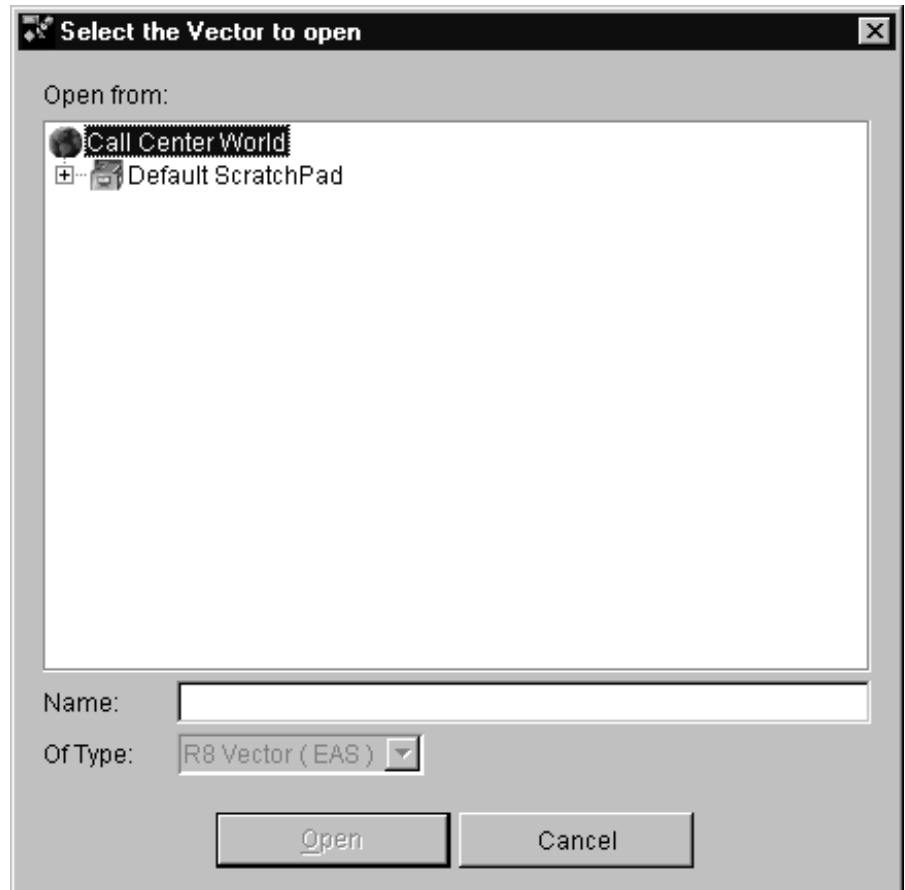 Select the Vector to open
Open from:
Call Center World
Default ScratchPad
Name:
Of Type: R8 Vector ( EAS )
Open Cancel